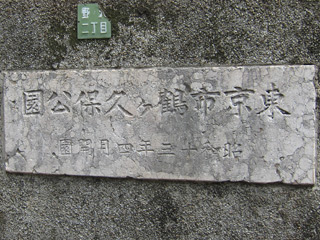 二丁目
東京市鶴ヶ久保公園
昭和十三年四月開園